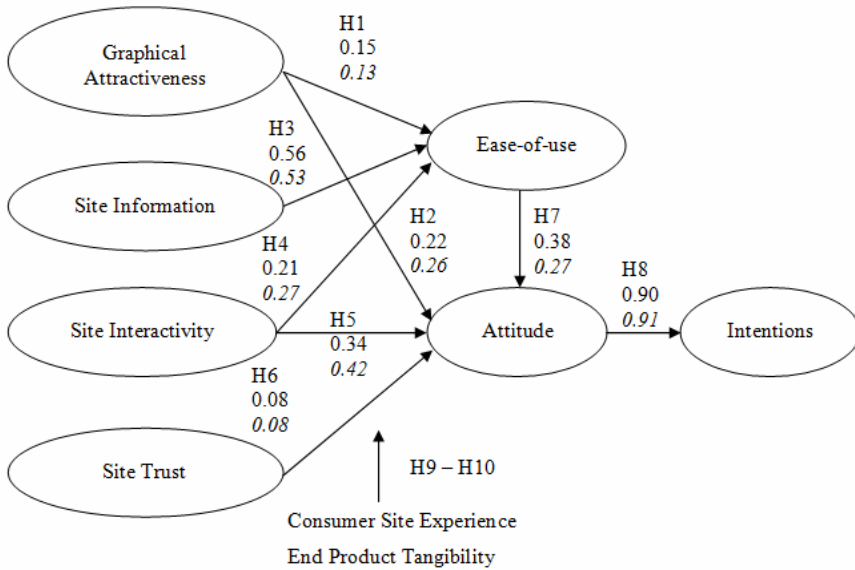 Graphical
Attractiveness
H1
0.15
0.13
Site Information
H3
0.56
0.53
Ease-of-use
H2
0.22
0.26
H7
0.38
0.27
Site Interactivity
H4
0.21
0.27
H5
0.34
0.42
Attitude
H8
0.90
0.91
Intentions
Site Trust
H6
0.08
0.08
H9 – H10
Consumer Site Experience
End Product Tangibility